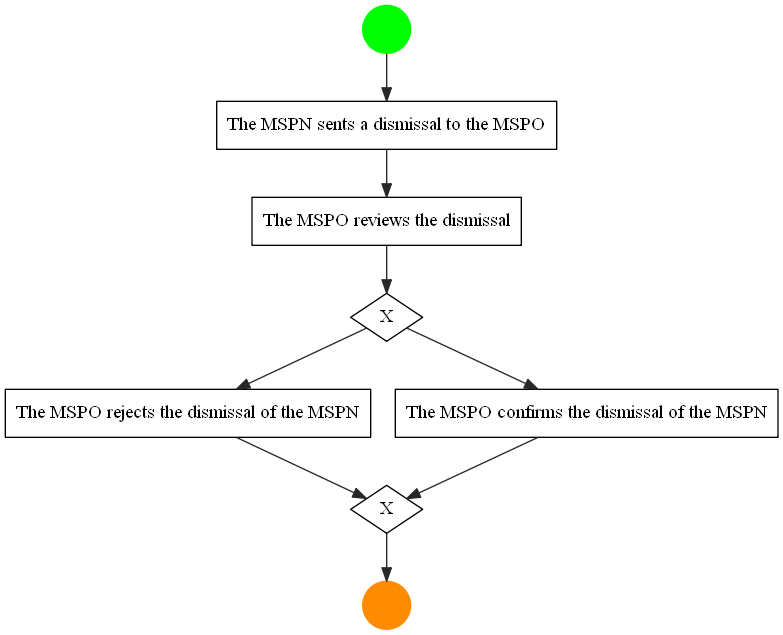 The MSPN sents a dismissal to the MSPO
The MSPO reviews the dismissal
X
The MSPO rejects the dismissal of the MSPN
The MSPO confirms the dismissal of the MSPN
X